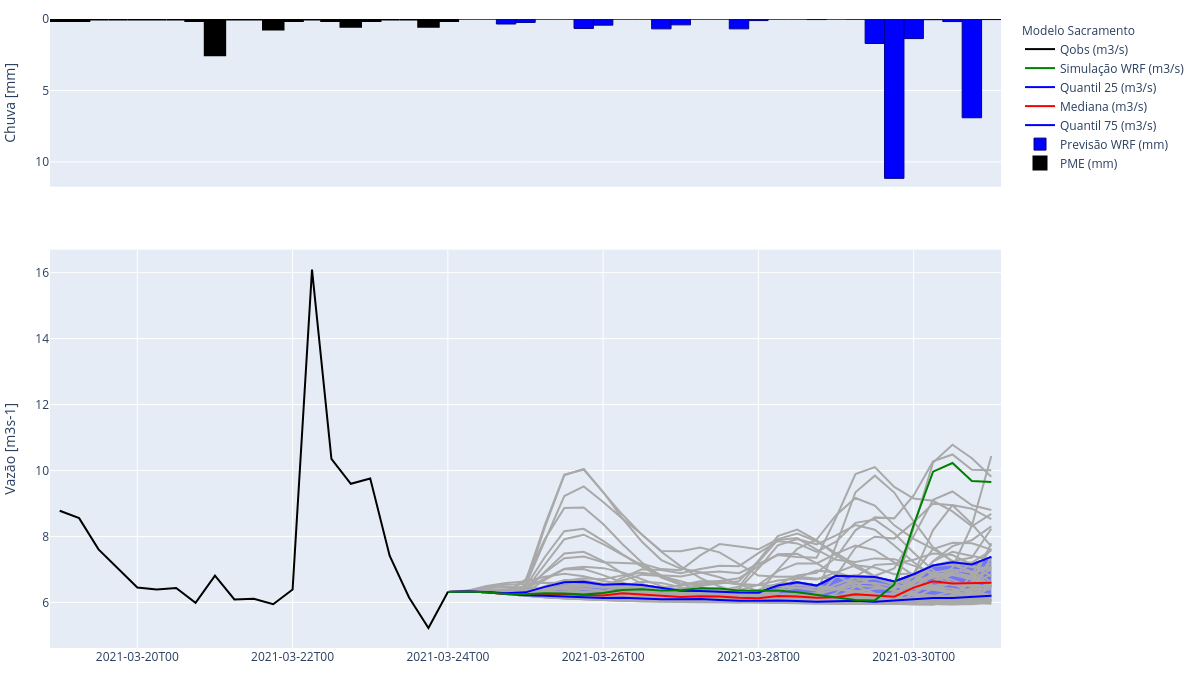 0
5
10
Chuva [mm]
Modelo Sacramento
Qobs (m3/s)
Simulação WRF (m3/s)
Quantil 25 (m3/s)
Mediana (m3/s)
Quantil 75 (m3/s)
Previsão WRF (mm)
PME (mm)
16
14
12
10
8
6
Vazão [m3s-1]
2021-03-20T00
2021-03-22T00
2021-03-24T00
2021-03-26T00
2021-03-28T00
2021-03-30T00